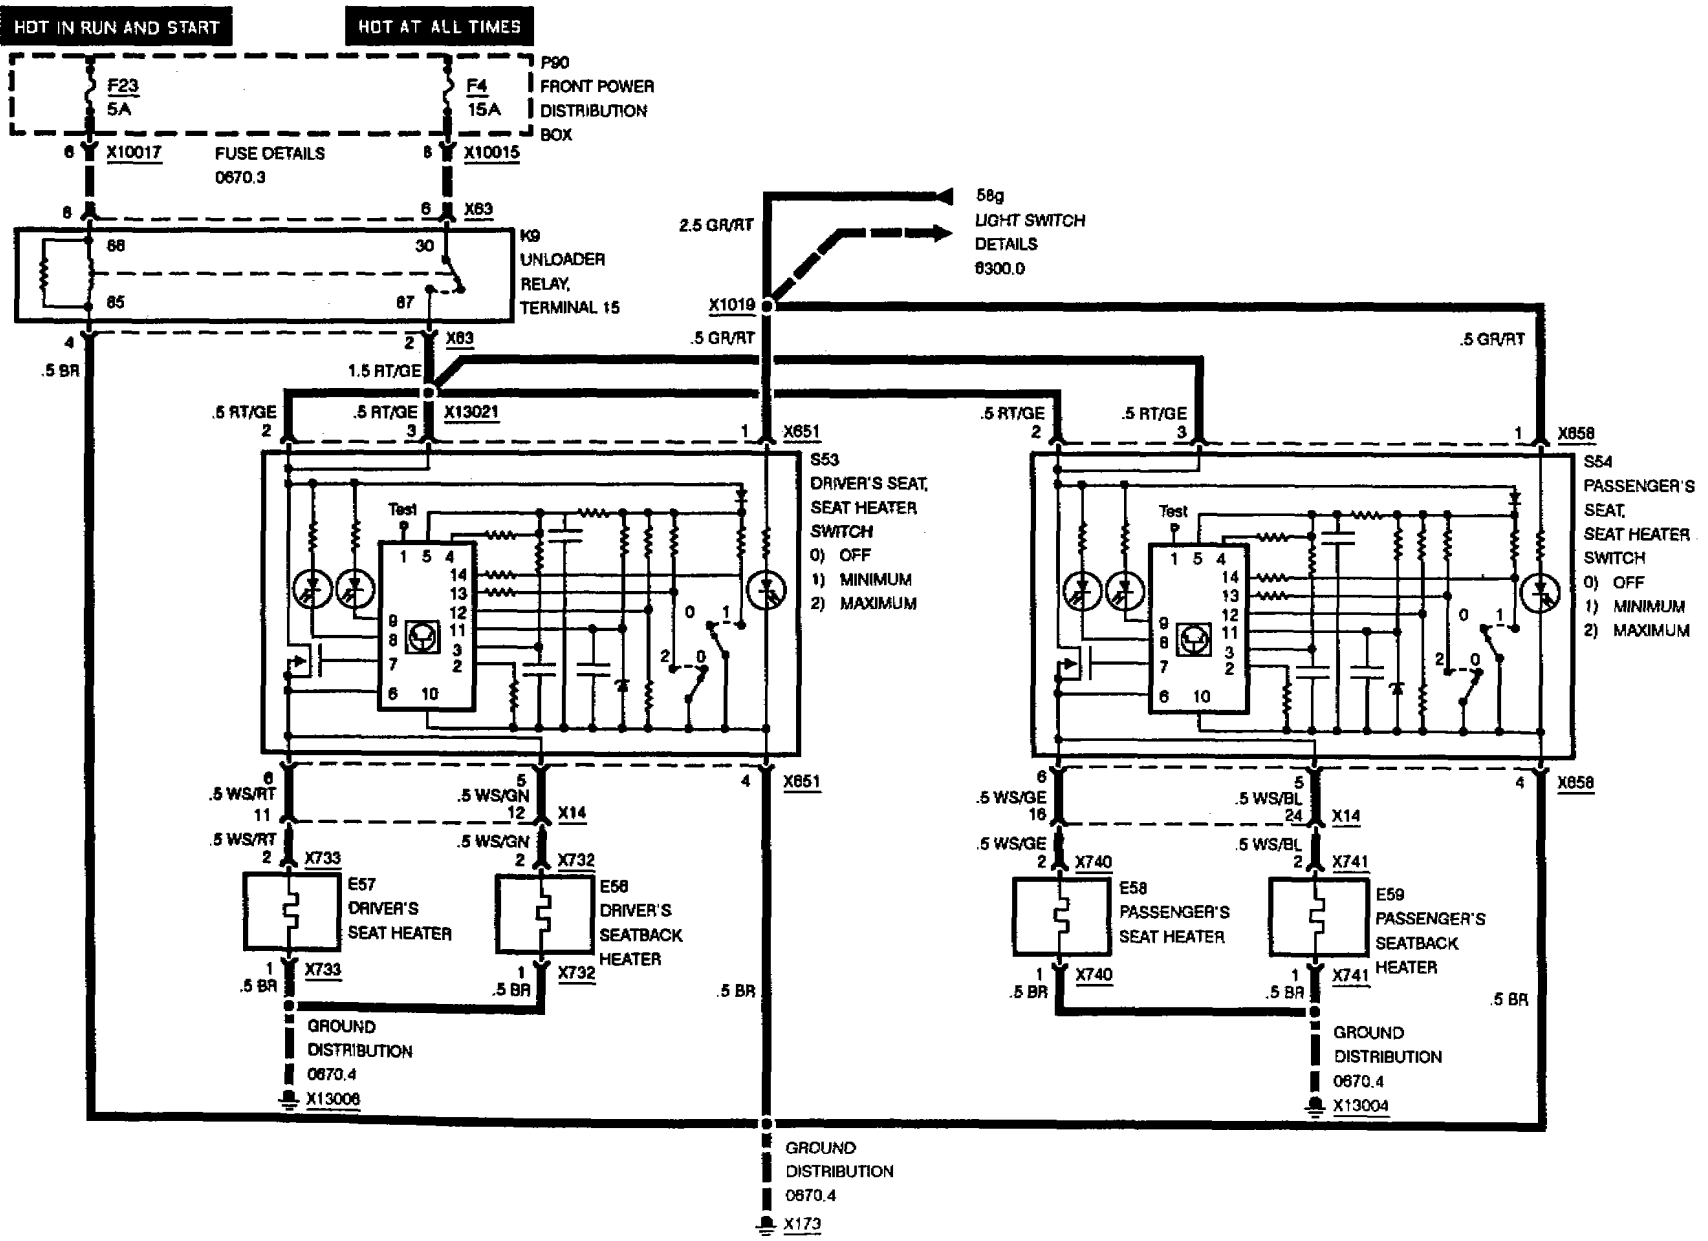 HOT IN RUN AND START
HOT AT ALL TIMES
F23
5A
F4
15A
P90
FRONT POWER
DISTRIBUTION
BOX
6
X10017
FUSE DETAILS
0670.3
8
X10015
8
6
X63
K9
UNLOADER
RELAY,
TERMINAL 15
86
30
85
87
4
2
X63
.5 BR
1.5 RT/GE
58g
LIGHT SWITCH
DETAILS
6300.0
2.5 GR/RT
X1019
.5 GR/RT
.5 GR/RT
.5 RT/GE
.5 RT/GE
X13021
.5 RT/GE
.5 RT/GE
2
3
1
X651
2
3
1
X658
S53
DRIVER'S SEAT,
SEAT HEATER
SWITCH
0) OFF
1) MINIMUM
2) MAXIMUM
Test
1 5 4
14
13
12
11
3
2
9
8
7
6
10
0
1
2
0
S54
PASSENGER'S
SEAT,
SEAT HEATER
SWITCH
0) OFF
1) MINIMUM
2) MAXIMUM
Test
1 5 4
14
13
12
11
3
2
9
8
7
6
10
0
1
2
0
6
5
4
X651
.5 WS/RT
.5 WS/GN
11
12
X14
.5 WS/RT
.5 WS/GN
2
X733
2
X732
E57
DRIVER'S
SEAT HEATER
E56
DRIVER'S
SEATBACK
HEATER
1
X733
.5 BR
1
X732
.5 BR
.5 BR
GROUND
DISTRIBUTION
0670.4
X13006
6
5
4
X658
.5 WS/GE
.5 WS/BL
16
24
X14
.5 WS/GE
.5 WS/BL
2
X740
2
X741
E58
PASSENGER'S
SEAT HEATER
E59
PASSENGER'S
SEATBACK
HEATER
1
X740
.5 BR
1
X741
.5 BR
.5 BR
GROUND
DISTRIBUTION
0670.4
X13004
GROUND
DISTRIBUTION
0670.4
X173